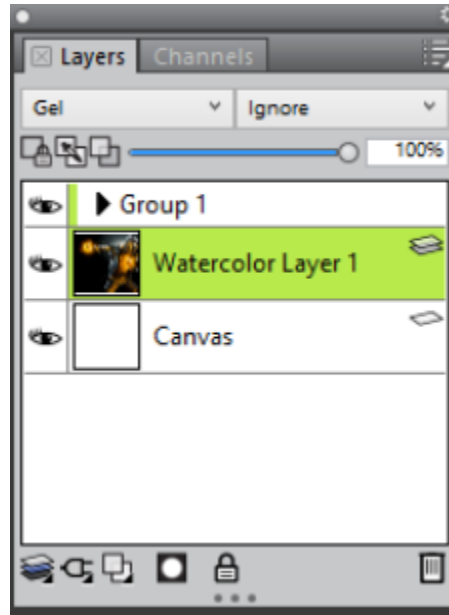 Layers Channels
Gel Ignore
100%
Group 1
Watercolor Layer 1
Canvas